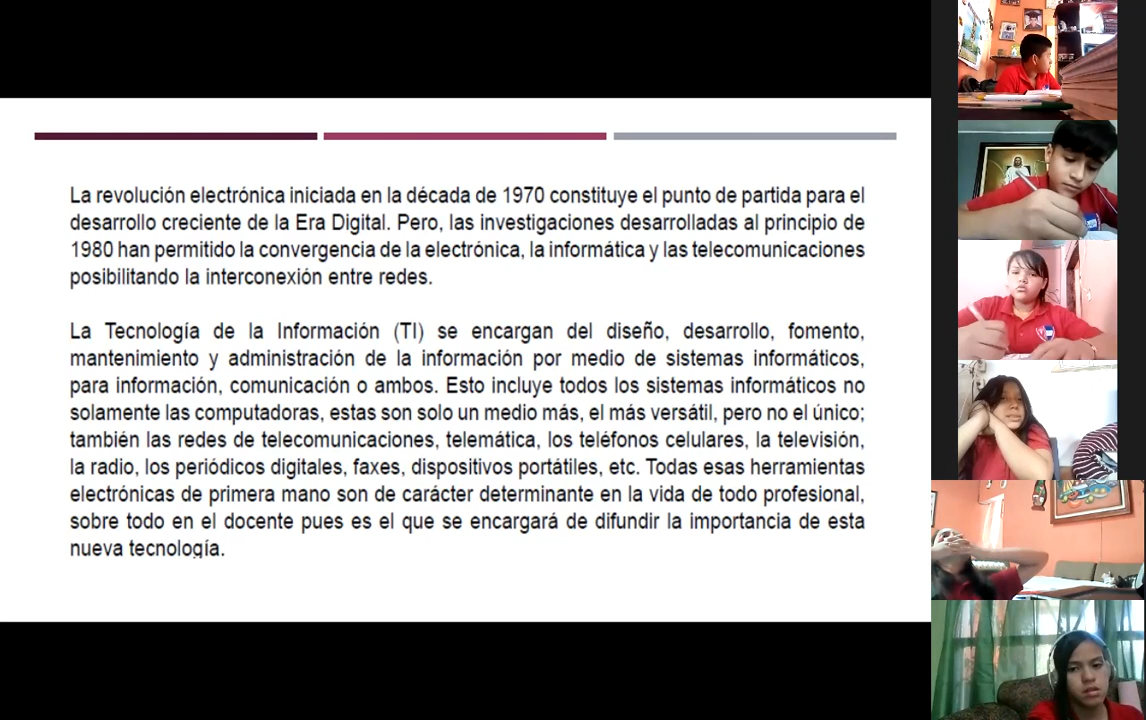 La revolución electrónica iniciada en la década de 1970 constituye el punto de partida para el
desarrollo creciente de la Era Digital. Pero, las investigaciones desarrolladas al principio de
1980 han permitido la convergencia de la electrónica, la informática y las telecomunicaciones
posibilitando la interconexión entre redes.
La Tecnología de la Información (TI) se encargan del diseño, desarrollo, fomento,
mantenimiento y administración de la información por medio de sistemas informáticos,
para información, comunicación o ambos. Esto incluye todos los sistemas informáticos no
solamente las computadoras, estas son solo un medio más, el más versátil, pero no el único;
también las redes de telecomunicaciones, telemática, los teléfonos celulares, la televisión,
la radio, los periódicos digitales, faxes, dispositivos portátiles, etc. Todas esas herramientas
electrónicas de primera mano son de carácter determinante en la vida de todo profesional,
sobre todo en el docente pues es el que se encargará de difundir la importancia de esta
nueva tecnología.